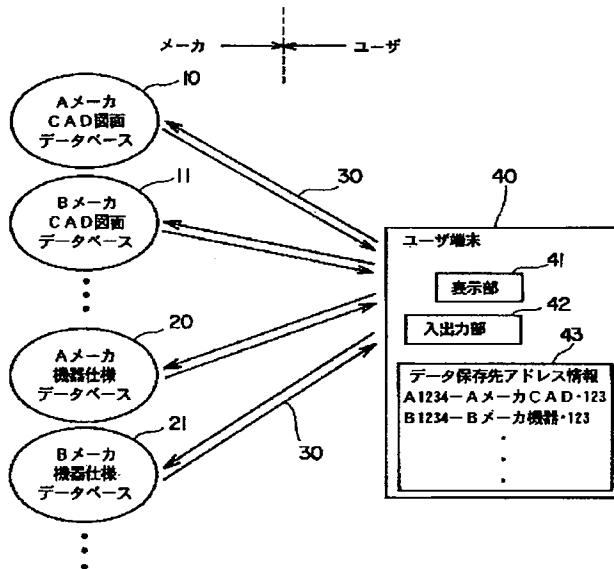 メーカ
ユーザ
10
Aメーカ
CAD図面
データベース
11
Bメーカ
CAD図面
データベース
20
Aメーカ
機器仕様
データベース
21
Bメーカ
機器仕様
データベース
30
30
40
ユーザ端末
41
表示部
42
入出力部
43
データ保存先アドレス情報
A1234-AメーカCAD・123
B1234-Bメーカ機器・123